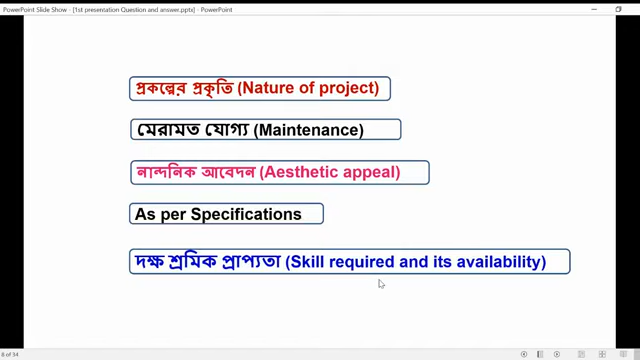 PowerPoint Slide Show - [1st presentation Question and answer.pptx] - PowerPoint
প্রকল্পের প্রকৃতি (Nature of project)
মেরামত যোগ্য (Maintenance)
নান্দনিক আবেদন (Aesthetic appeal)
As per Specifications
দক্ষ শ্রমিক প্রাপ্যতা (Skill required and its availability)
8 of 34